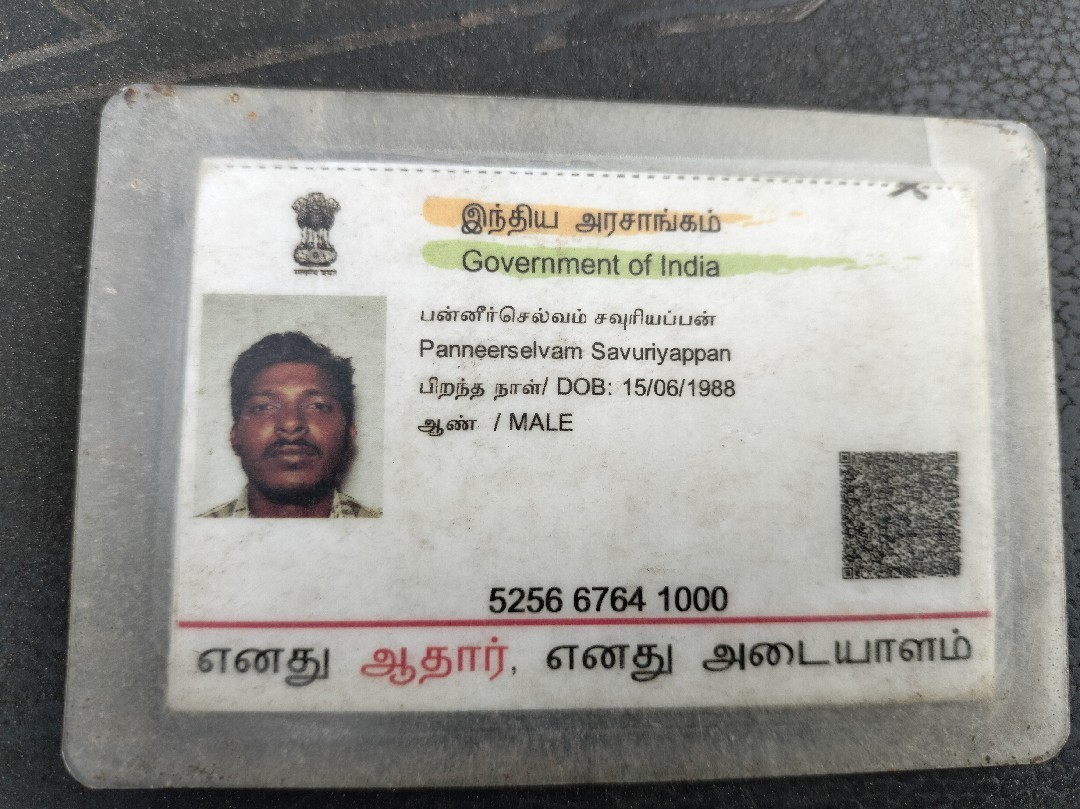 இந்திய அரசாங்கம்
Government of India
பன்னீர்செல்வம் சவுரியப்பன்
Panneerselvam Savuriyappan
பிறந்த நாள்/ DOB: 15/06/1988
ஆண் / MALE
5256 6764 1000
எனது ஆதார், எனது அடையாளம்